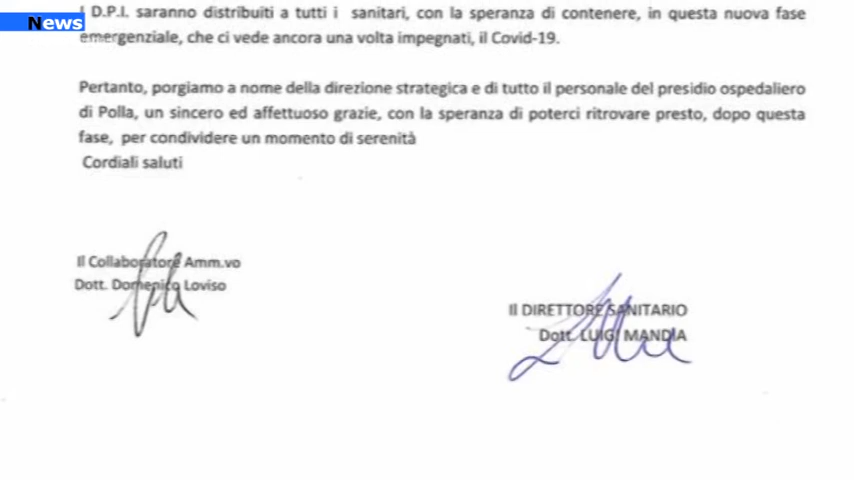 News
I D.P.I. saranno distribuiti a tutti i sanitari, con la speranza di contenere, in questa nuova fase
emergenziale, che ci vede ancora una volta impegnati, il Covid-19.
Pertanto, porgiamo a nome della direzione strategica e di tutto il personale del presidio ospedaliero
di Polla, un sincero ed affettuoso grazie, con la speranza di poterci ritrovare presto, dopo questa
fase, per condividere un momento di serenità
Cordiali saluti
Il Collaboratore Amm.vo
Dott. Domenico Loviso
Il DIRETTORE SANITARIO
Dott. LUIGI MANDIA